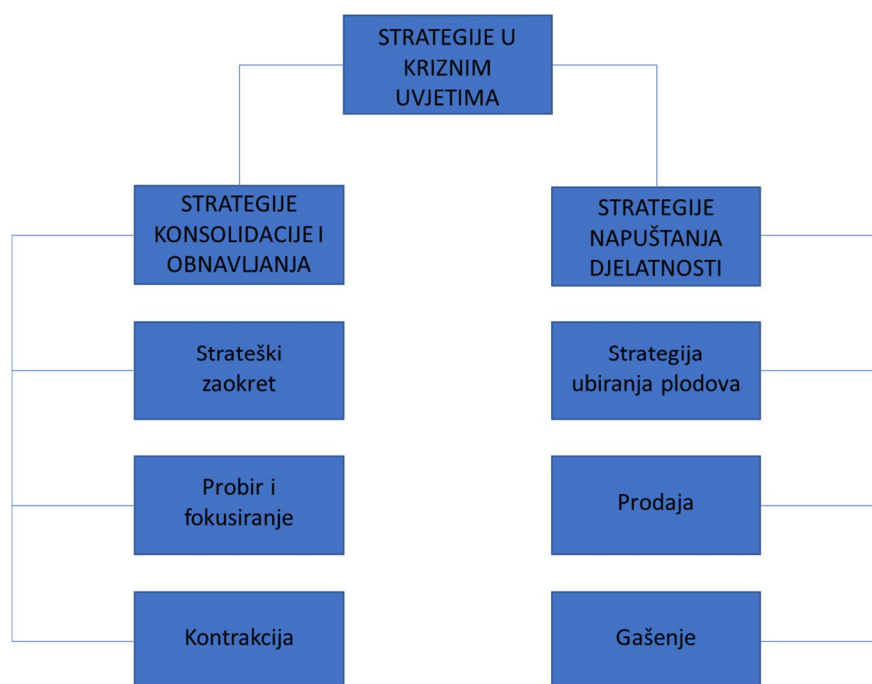 STRATEGIJE U
KRIZNIM
UVJETIMA
STRATEGIJE
KONSOLIDACIJE I
OBNAVLJANJA
STRATEGIJE
NAPUŠTANJA
DJELATNOSTI
Strateški
zaokret
Strategija
ubiranja plodova
Probir i
fokusiranje
Prodaja
Kontrakcija
Gašenje